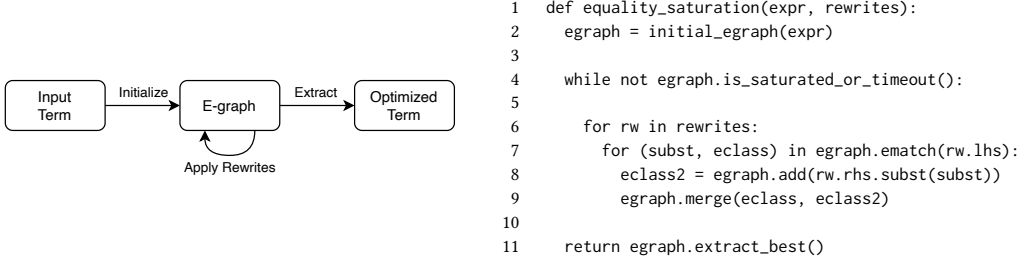 Input
Term
Initialize
E-graph
Apply Rewrites
Extract
Optimized
Term
1 def equality_saturation(expr, rewrites):
2 egraph = initial_egraph(expr)
3
4 while not egraph.is_saturated_or_timeout():
5
6 for rw in rewrites:
7 for (subst, eclass) in egraph.ematch(rw.lhs):
8 eclass2 = egraph.add(rw.rhs.subst(subst))
9 egraph.merge(eclass, eclass2)
10
11 return egraph.extract_best()